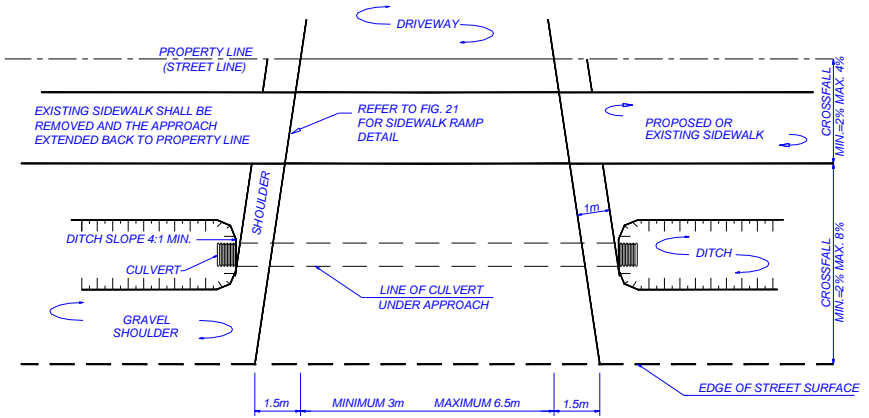 DRIVEWAY
PROPERTY LINE
(STREET LINE)
EXISTING SIDEWALK SHALL BE
REMOVED AND THE APPROACH
EXTENDED BACK TO PROPERTY LINE
REFER TO FIG. 21
FOR SIDEWALK RAMP
DETAIL
PROPOSED OR
EXISTING SIDEWALK
CROSSFALL
MIN.=2% MAX. 4%
SHOULDER
1m
DITCH SLOPE 4:1 MIN.
CULVERT
DITCH
LINE OF CULVERT
UNDER APPROACH
CROSSFALL
MIN.=2% MAX. 8%
GRAVEL
SHOULDER
EDGE OF STREET SURFACE
1.5m
MINIMUM 3m MAXIMUM 6.5m
1.5m